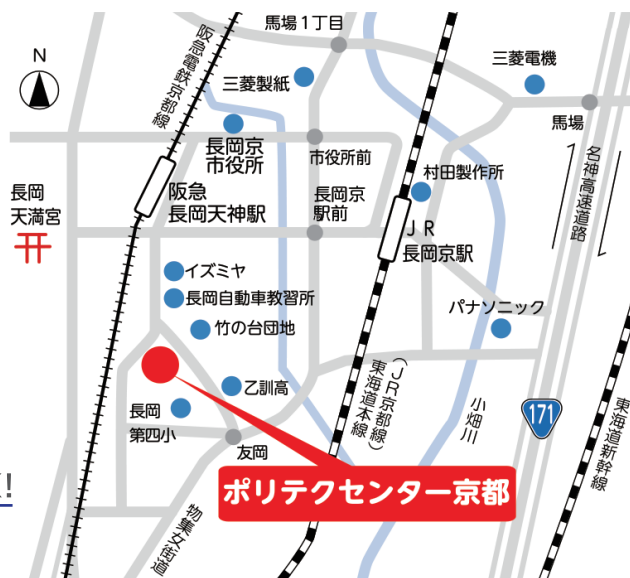 馬場1丁目
阪急電鉄京都線
N
三菱製紙
三菱電機
馬場
長岡京
市役所
市役所前
名神高速道路
村田製作所
阪急
長岡天神駅
長岡京
駅前
長岡
天満宮
JR
長岡京駅
イズミヤ
長岡自動車教習所
パナソニック
竹の台団地
乙訓高
(JR京都線)
東海道本線
小畑川
171
東海道新幹線
長岡
第四小
友岡
ポリテクセンター京都
物集女街道
!